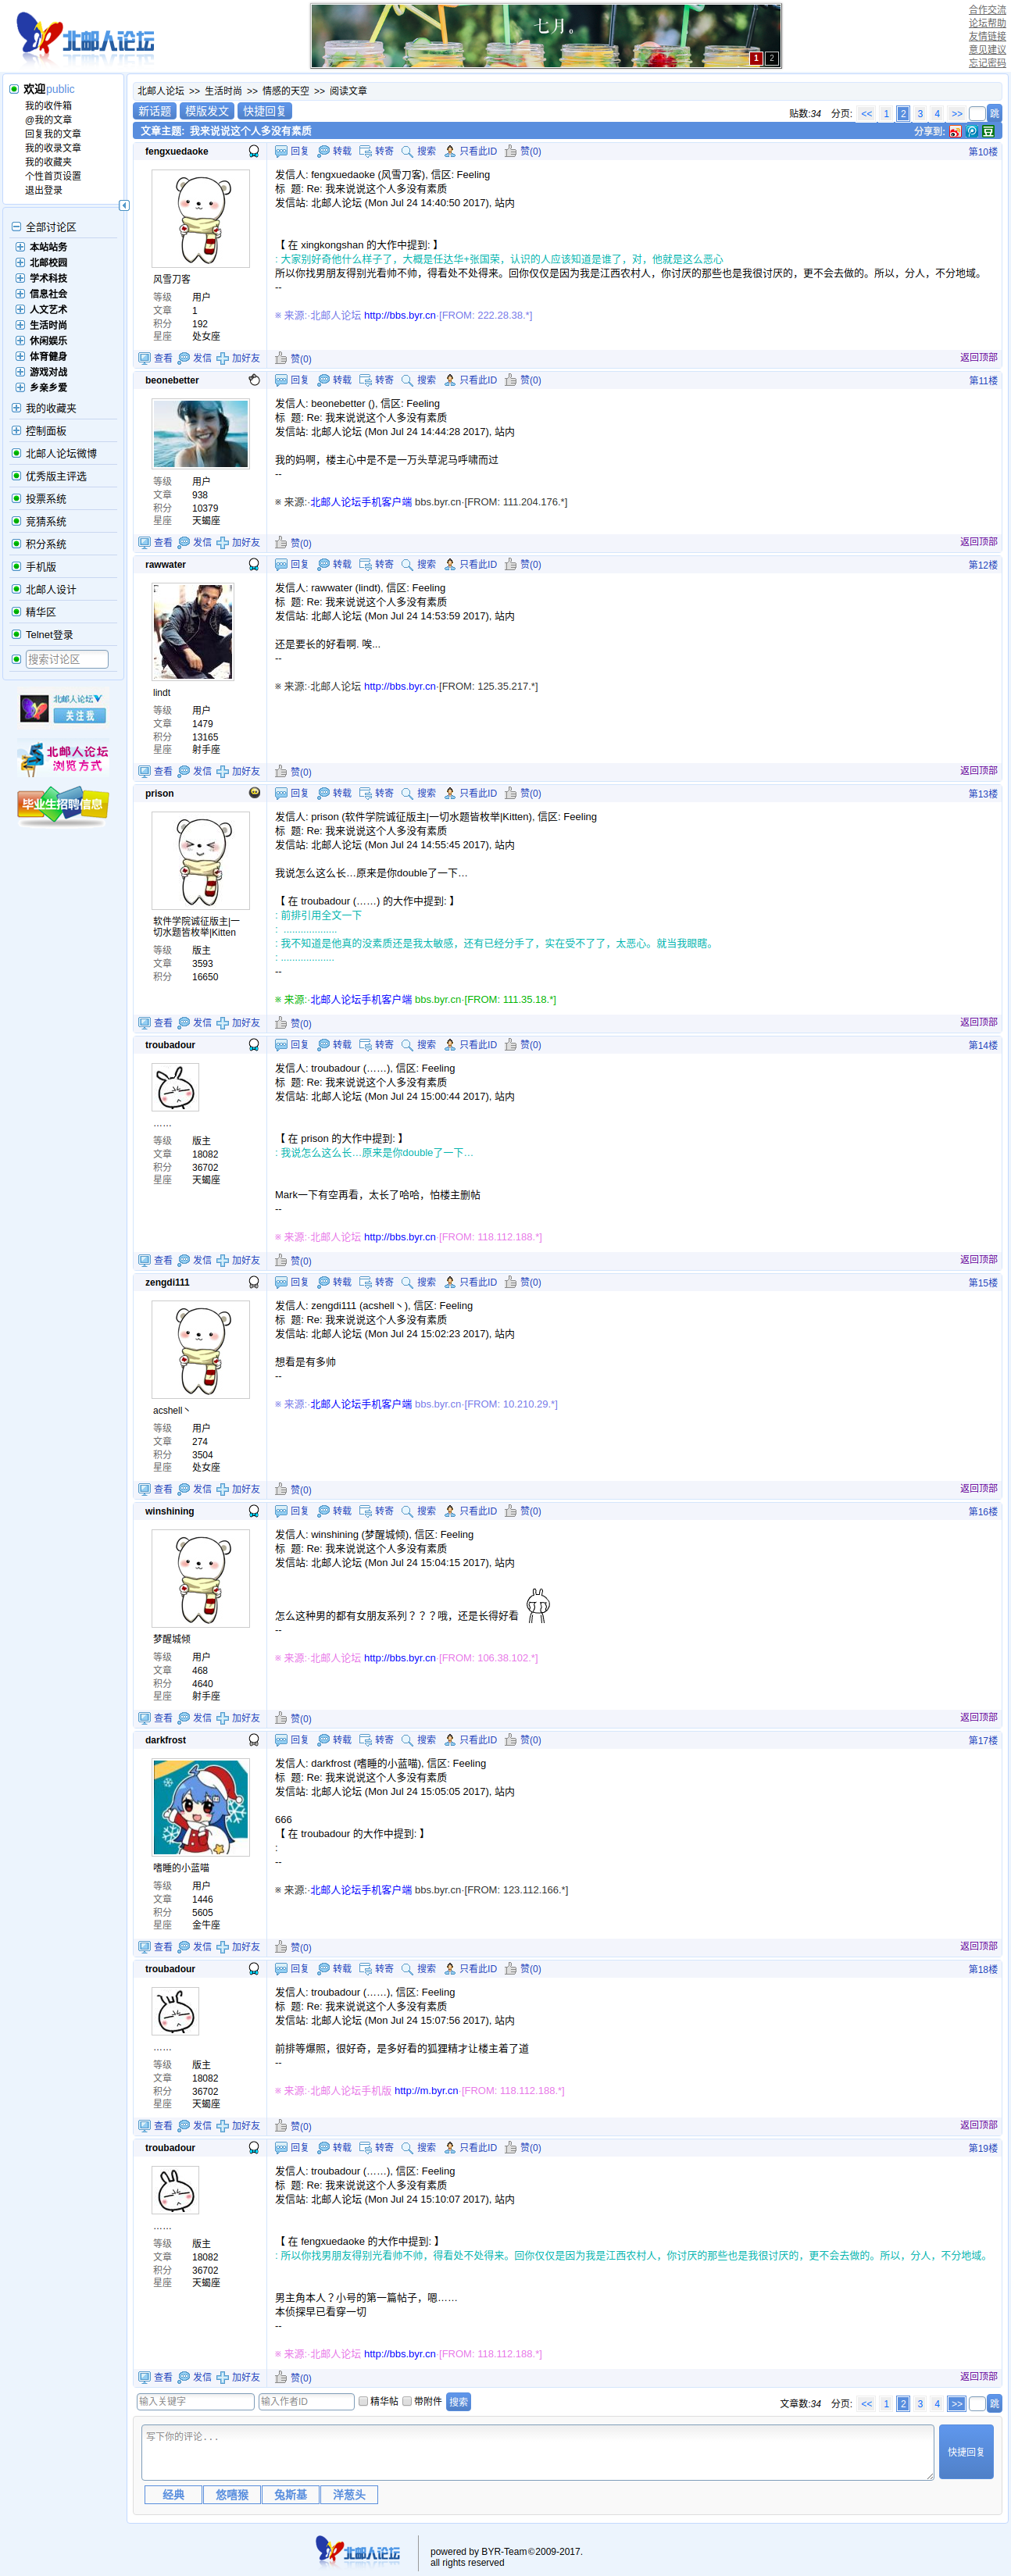 北邮人论坛
七月。
1 2
合作交流
论坛帮助
友情链接
意见建议
忘记密码
欢迎public
我的收件箱
@我的文章
回复我的文章
我的收录文章
我的收藏夹
个性首页设置
退出登录
全部讨论区
本站站务
北邮校园
学术科技
信息社会
人文艺术
生活时尚
休闲娱乐
体育健身
游戏对战
乡亲乡爱
我的收藏夹
控制面板
北邮人论坛微博
优秀版主评选
投票系统
竞猜系统
积分系统
手机版
北邮人设计
精华区
Telnet登录
搜索讨论区
北邮人论坛
关注我
北邮人论坛
浏览方式
毕业生招聘信息
北邮人论坛 >> 生活时尚 >> 情感的天空 >> 阅读文章
新话题 模版发文 快捷回复
贴数:34 分页: << 1 2 3 4 >> 跳
文章主题: 我来说说这个人多没有素质
分享到:
fengxuedaoke
回复 转载 转寄 搜索 只看此ID 赞(0)
第10楼
风雪刀客
等级 用户
文章 1
积分 192
星座 处女座
发信人: fengxuedaoke (风雪刀客), 信区: Feeling
标 题: Re: 我来说说这个人多没有素质
发信站: 北邮人论坛 (Mon Jul 24 14:40:50 2017), 站内
【 在 xingkongshan 的大作中提到: 】
: 大家别好奇他什么样子了，大概是任达华+张国荣，认识的人应该知道是谁了，对，他就是这么恶心
所以你找男朋友得别光看帅不帅，得看处不处得来。回你仅仅是因为我是江西农村人，你讨厌的那些也是我很讨厌的，更不会去做的。所以，分人，不分地域。
--
※ 来源:·北邮人论坛 http://bbs.byr.cn·[FROM: 222.28.38.*]
查看 发信 加好友 赞(0) 返回顶部
beonebetter
回复 转载 转寄 搜索 只看此ID 赞(0)
第11楼
等级 用户
文章 938
积分 10379
星座 天蝎座
发信人: beonebetter (), 信区: Feeling
标 题: Re: 我来说说这个人多没有素质
发信站: 北邮人论坛 (Mon Jul 24 14:44:28 2017), 站内
我的妈啊，楼主心中是不是一万头草泥马呼啸而过
--
※ 来源:·北邮人论坛手机客户端 bbs.byr.cn·[FROM: 111.204.176.*]
查看 发信 加好友 赞(0) 返回顶部
rawwater
回复 转载 转寄 搜索 只看此ID 赞(0)
第12楼
lindt
等级 用户
文章 1479
积分 13165
星座 射手座
发信人: rawwater (lindt), 信区: Feeling
标 题: Re: 我来说说这个人多没有素质
发信站: 北邮人论坛 (Mon Jul 24 14:53:59 2017), 站内
还是要长的好看啊. 唉...
--
※ 来源:·北邮人论坛 http://bbs.byr.cn·[FROM: 125.35.217.*]
查看 发信 加好友 赞(0) 返回顶部
prison
回复 转载 转寄 搜索 只看此ID 赞(0)
第13楼
软件学院诚征版主|一
切水题皆枚举|Kitten
等级 版主
文章 3593
积分 16650
发信人: prison (软件学院诚征版主|一切水题皆枚举|Kitten), 信区: Feeling
标 题: Re: 我来说说这个人多没有素质
发信站: 北邮人论坛 (Mon Jul 24 14:55:45 2017), 站内
我说怎么这么长…原来是你double了一下…
【 在 troubadour (……) 的大作中提到: 】
: 前排引用全文一下
: ...................
: 我不知道是他真的没素质还是我太敏感，还有已经分手了，实在受不了了，太恶心。就当我眼瞎。
: ...................
--
※ 来源:·北邮人论坛手机客户端 bbs.byr.cn·[FROM: 111.35.18.*]
查看 发信 加好友 赞(0) 返回顶部
troubadour
回复 转载 转寄 搜索 只看此ID 赞(0)
第14楼
……
等级 版主
文章 18082
积分 36702
星座 天蝎座
发信人: troubadour (……), 信区: Feeling
标 题: Re: 我来说说这个人多没有素质
发信站: 北邮人论坛 (Mon Jul 24 15:00:44 2017), 站内
【 在 prison 的大作中提到: 】
: 我说怎么这么长…原来是你double了一下…
Mark一下有空再看，太长了哈哈，怕楼主删帖
--
※ 来源:·北邮人论坛 http://bbs.byr.cn·[FROM: 118.112.188.*]
查看 发信 加好友 赞(0) 返回顶部
zengdi111
回复 转载 转寄 搜索 只看此ID 赞(0)
第15楼
acshell丶
等级 用户
文章 274
积分 3504
星座 处女座
发信人: zengdi111 (acshell丶), 信区: Feeling
标 题: Re: 我来说说这个人多没有素质
发信站: 北邮人论坛 (Mon Jul 24 15:02:23 2017), 站内
想看是有多帅
--
※ 来源:·北邮人论坛手机客户端 bbs.byr.cn·[FROM: 10.210.29.*]
查看 发信 加好友 赞(0) 返回顶部
winshining
回复 转载 转寄 搜索 只看此ID 赞(0)
第16楼
梦醒城倾
等级 用户
文章 468
积分 4640
星座 射手座
发信人: winshining (梦醒城倾), 信区: Feeling
标 题: Re: 我来说说这个人多没有素质
发信站: 北邮人论坛 (Mon Jul 24 15:04:15 2017), 站内
怎么这种男的都有女朋友系列？？？哦，还是长得好看
--
※ 来源:·北邮人论坛 http://bbs.byr.cn·[FROM: 106.38.102.*]
查看 发信 加好友 赞(0) 返回顶部
darkfrost
回复 转载 转寄 搜索 只看此ID 赞(0)
第17楼
嗜睡的小蓝喵
等级 用户
文章 1446
积分 5605
星座 金牛座
发信人: darkfrost (嗜睡的小蓝喵), 信区: Feeling
标 题: Re: 我来说说这个人多没有素质
发信站: 北邮人论坛 (Mon Jul 24 15:05:05 2017), 站内
666
【 在 troubadour 的大作中提到: 】
:
--
※ 来源:·北邮人论坛手机客户端 bbs.byr.cn·[FROM: 123.112.166.*]
查看 发信 加好友 赞(0) 返回顶部
troubadour
回复 转载 转寄 搜索 只看此ID 赞(0)
第18楼
……
等级 版主
文章 18082
积分 36702
星座 天蝎座
发信人: troubadour (……), 信区: Feeling
标 题: Re: 我来说说这个人多没有素质
发信站: 北邮人论坛 (Mon Jul 24 15:07:56 2017), 站内
前排等爆照，很好奇，是多好看的狐狸精才让楼主着了道
--
※ 来源:·北邮人论坛手机版 http://m.byr.cn·[FROM: 118.112.188.*]
查看 发信 加好友 赞(0) 返回顶部
troubadour
回复 转载 转寄 搜索 只看此ID 赞(0)
第19楼
……
等级 版主
文章 18082
积分 36702
星座 天蝎座
发信人: troubadour (……), 信区: Feeling
标 题: Re: 我来说说这个人多没有素质
发信站: 北邮人论坛 (Mon Jul 24 15:10:07 2017), 站内
【 在 fengxuedaoke 的大作中提到: 】
: 所以你找男朋友得别光看帅不帅，得看处不处得来。回你仅仅是因为我是江西农村人，你讨厌的那些也是我很讨厌的，更不会去做的。所以，分人，不分地域。
男主角本人？小号的第一篇帖子，嗯……
本侦探早已看穿一切
--
※ 来源:·北邮人论坛 http://bbs.byr.cn·[FROM: 118.112.188.*]
查看 发信 加好友 赞(0) 返回顶部
输入关键字 输入作者ID 精华帖 带附件 搜索
文章数:34 分页: << 1 2 3 4 >> 跳
写下你的评论...
快捷回复
经典 悠嘻猴 兔斯基 洋葱头
北邮人论坛
powered by BYR-Team©2009-2017.
all rights reserved